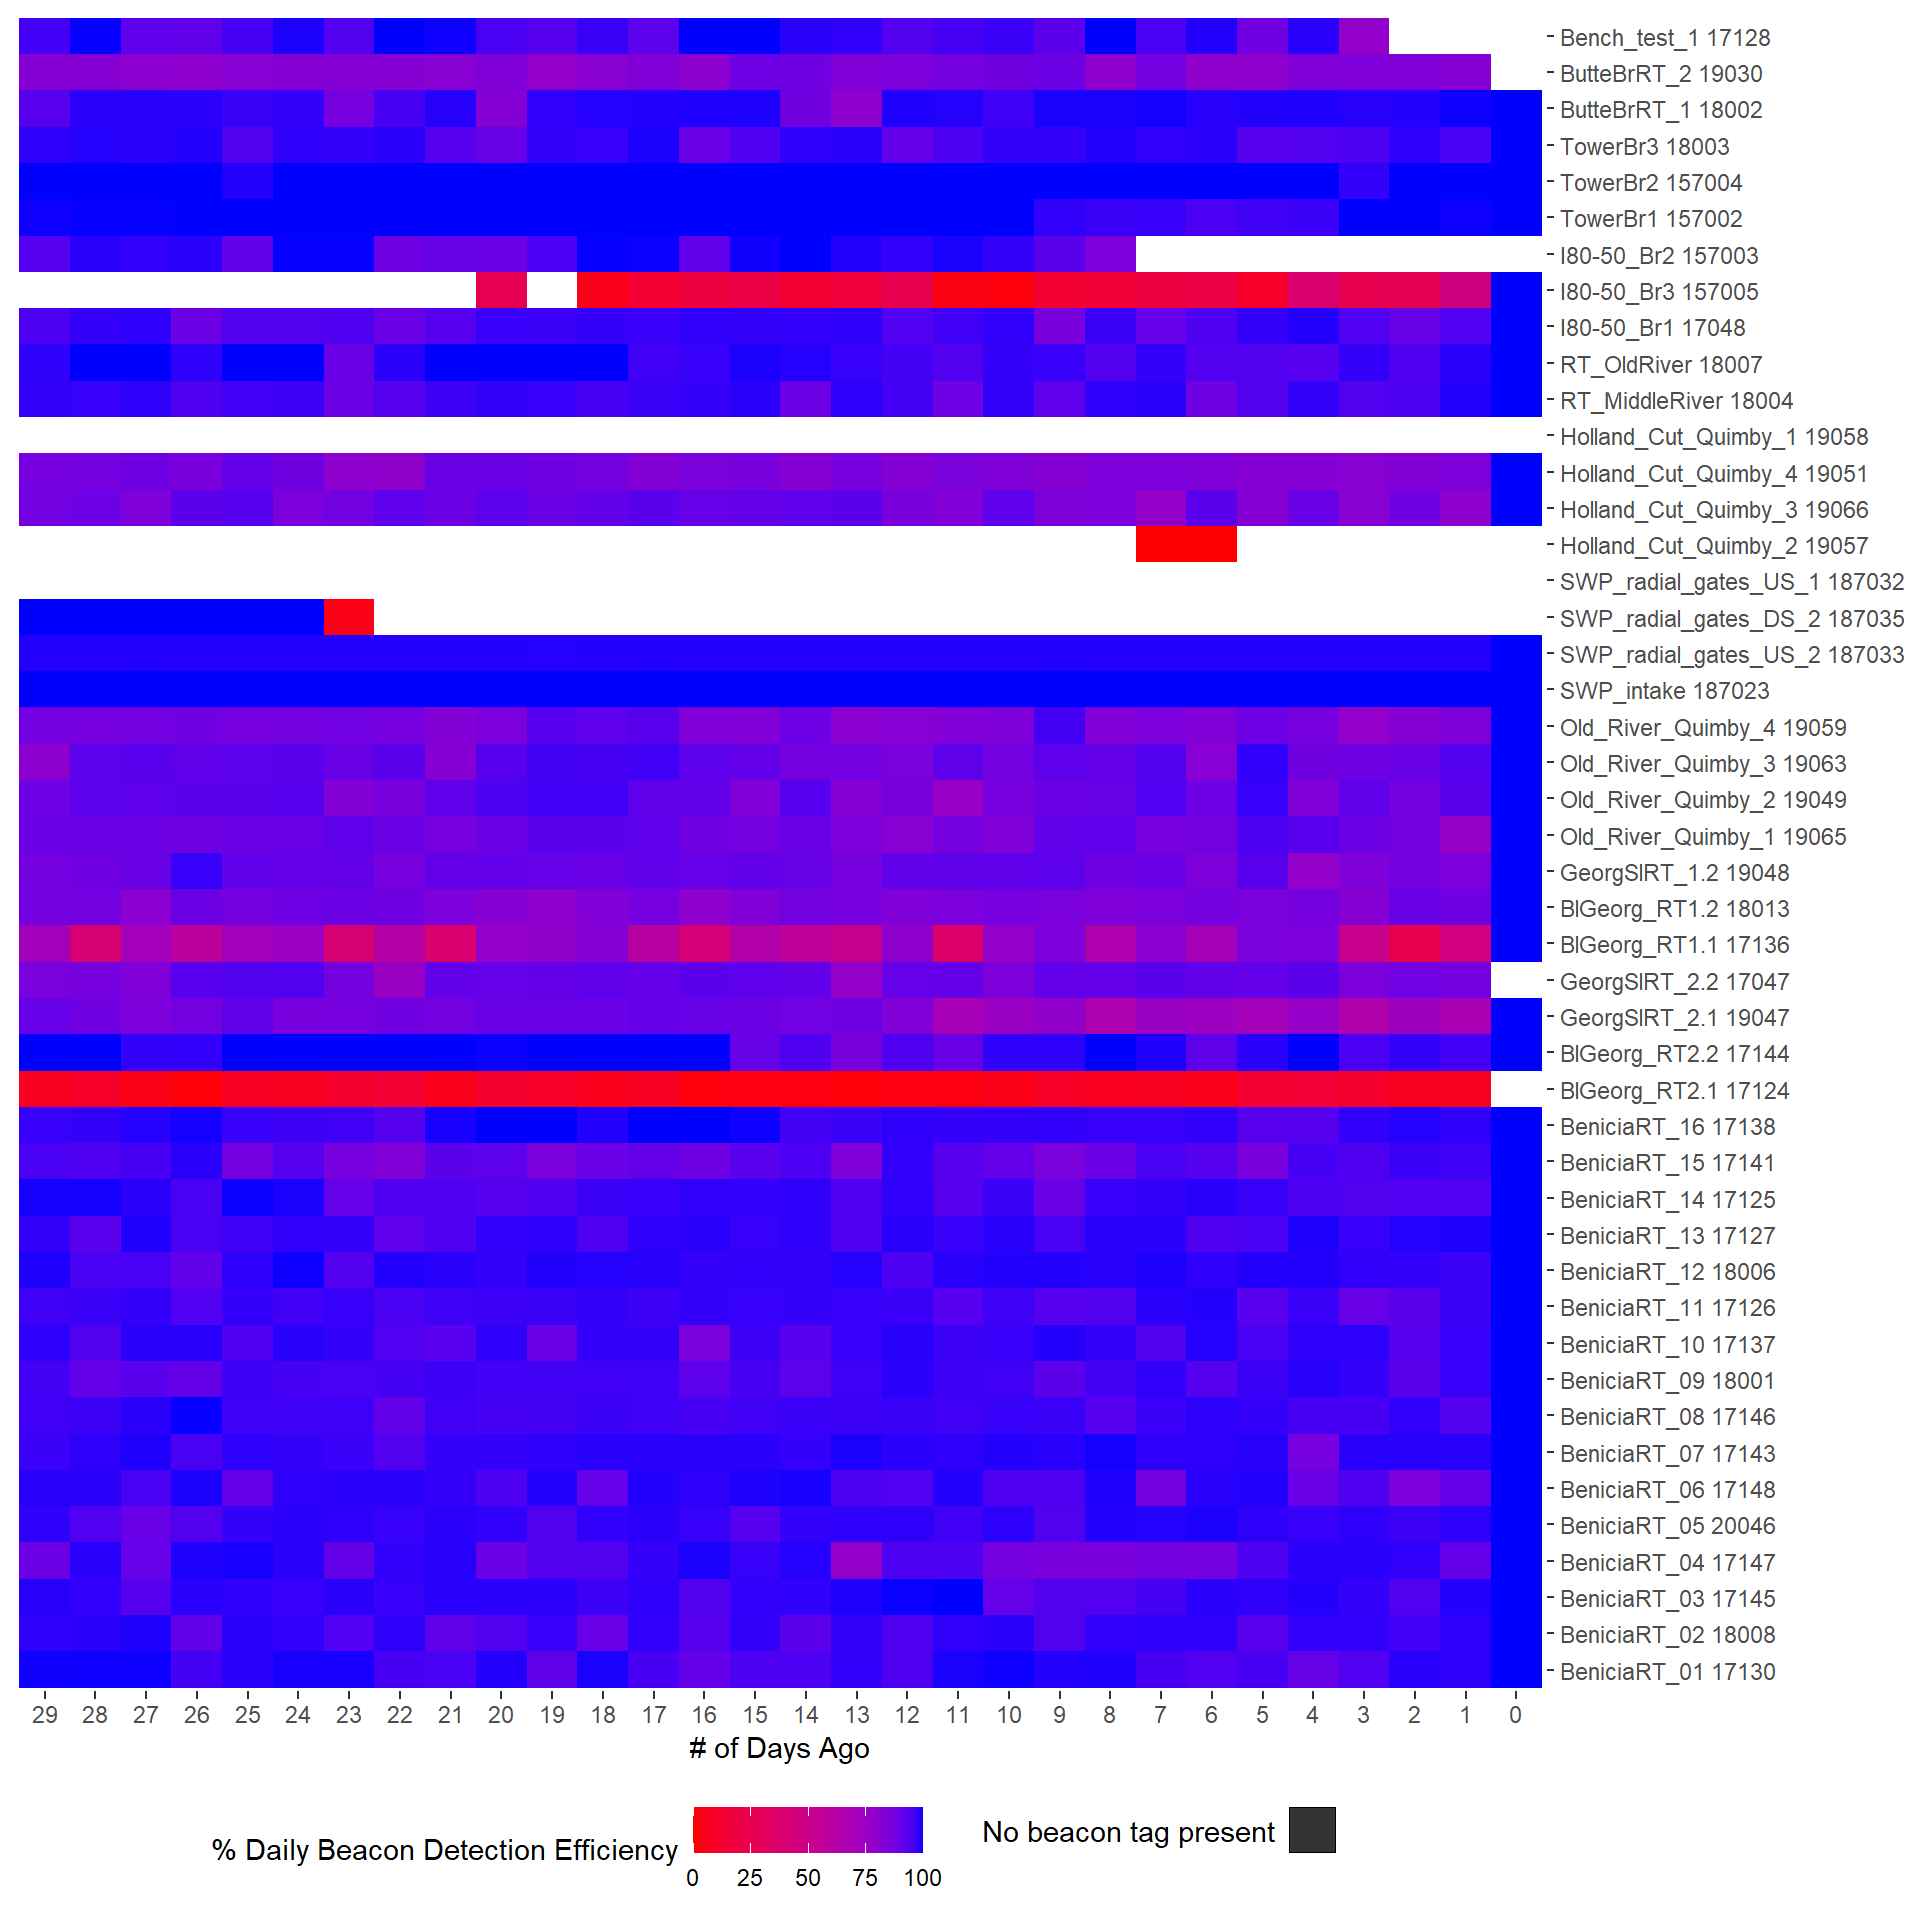 Bench_test_1 17128
ButteBrRT_2 19030
ButteBrRT_1 18002
TowerBr3 18003
TowerBr2 157004
TowerBr1 157002
I80-50_Br2 157003
I80-50_Br3 157005
I80-50_Br1 17048
RT_OldRiver 18007
RT_MiddleRiver 18004
Holland_Cut_Quimby_1 19058
Holland_Cut_Quimby_4 19051
Holland_Cut_Quimby_3 19066
Holland_Cut_Quimby_2 19057
SWP_radial_gates_US_1 187032
SWP_radial_gates_DS_2 187035
SWP_radial_gates_US_2 187033
SWP_intake 187023
Old_River_Quimby_4 19059
Old_River_Quimby_3 19063
Old_River_Quimby_2 19049
Old_River_Quimby_1 19065
GeorgSlRT_1.2 19048
BlGeorg_RT1.2 18013
BlGeorg_RT1.1 17136
GeorgSlRT_2.2 17047
GeorgSlRT_2.1 19047
BlGeorg_RT2.2 17144
BlGeorg_RT2.1 17124
BeniciaRT_16 17138
BeniciaRT_15 17141
BeniciaRT_14 17125
BeniciaRT_13 17127
BeniciaRT_12 18006
BeniciaRT_11 17126
BeniciaRT_10 17137
BeniciaRT_09 18001
BeniciaRT_08 17146
BeniciaRT_07 17143
BeniciaRT_06 17148
BeniciaRT_05 20046
BeniciaRT_04 17147
BeniciaRT_03 17145
BeniciaRT_02 18008
BeniciaRT_01 17130
29 28 27 26 25 24 23 22 21 20 19 18 17 16 15 14 13 12 11 10 9 8 7 6 5 4 3 2 1 0
# of Days Ago
% Daily Beacon Detection Efficiency
0 25 50 75 100
No beacon tag present